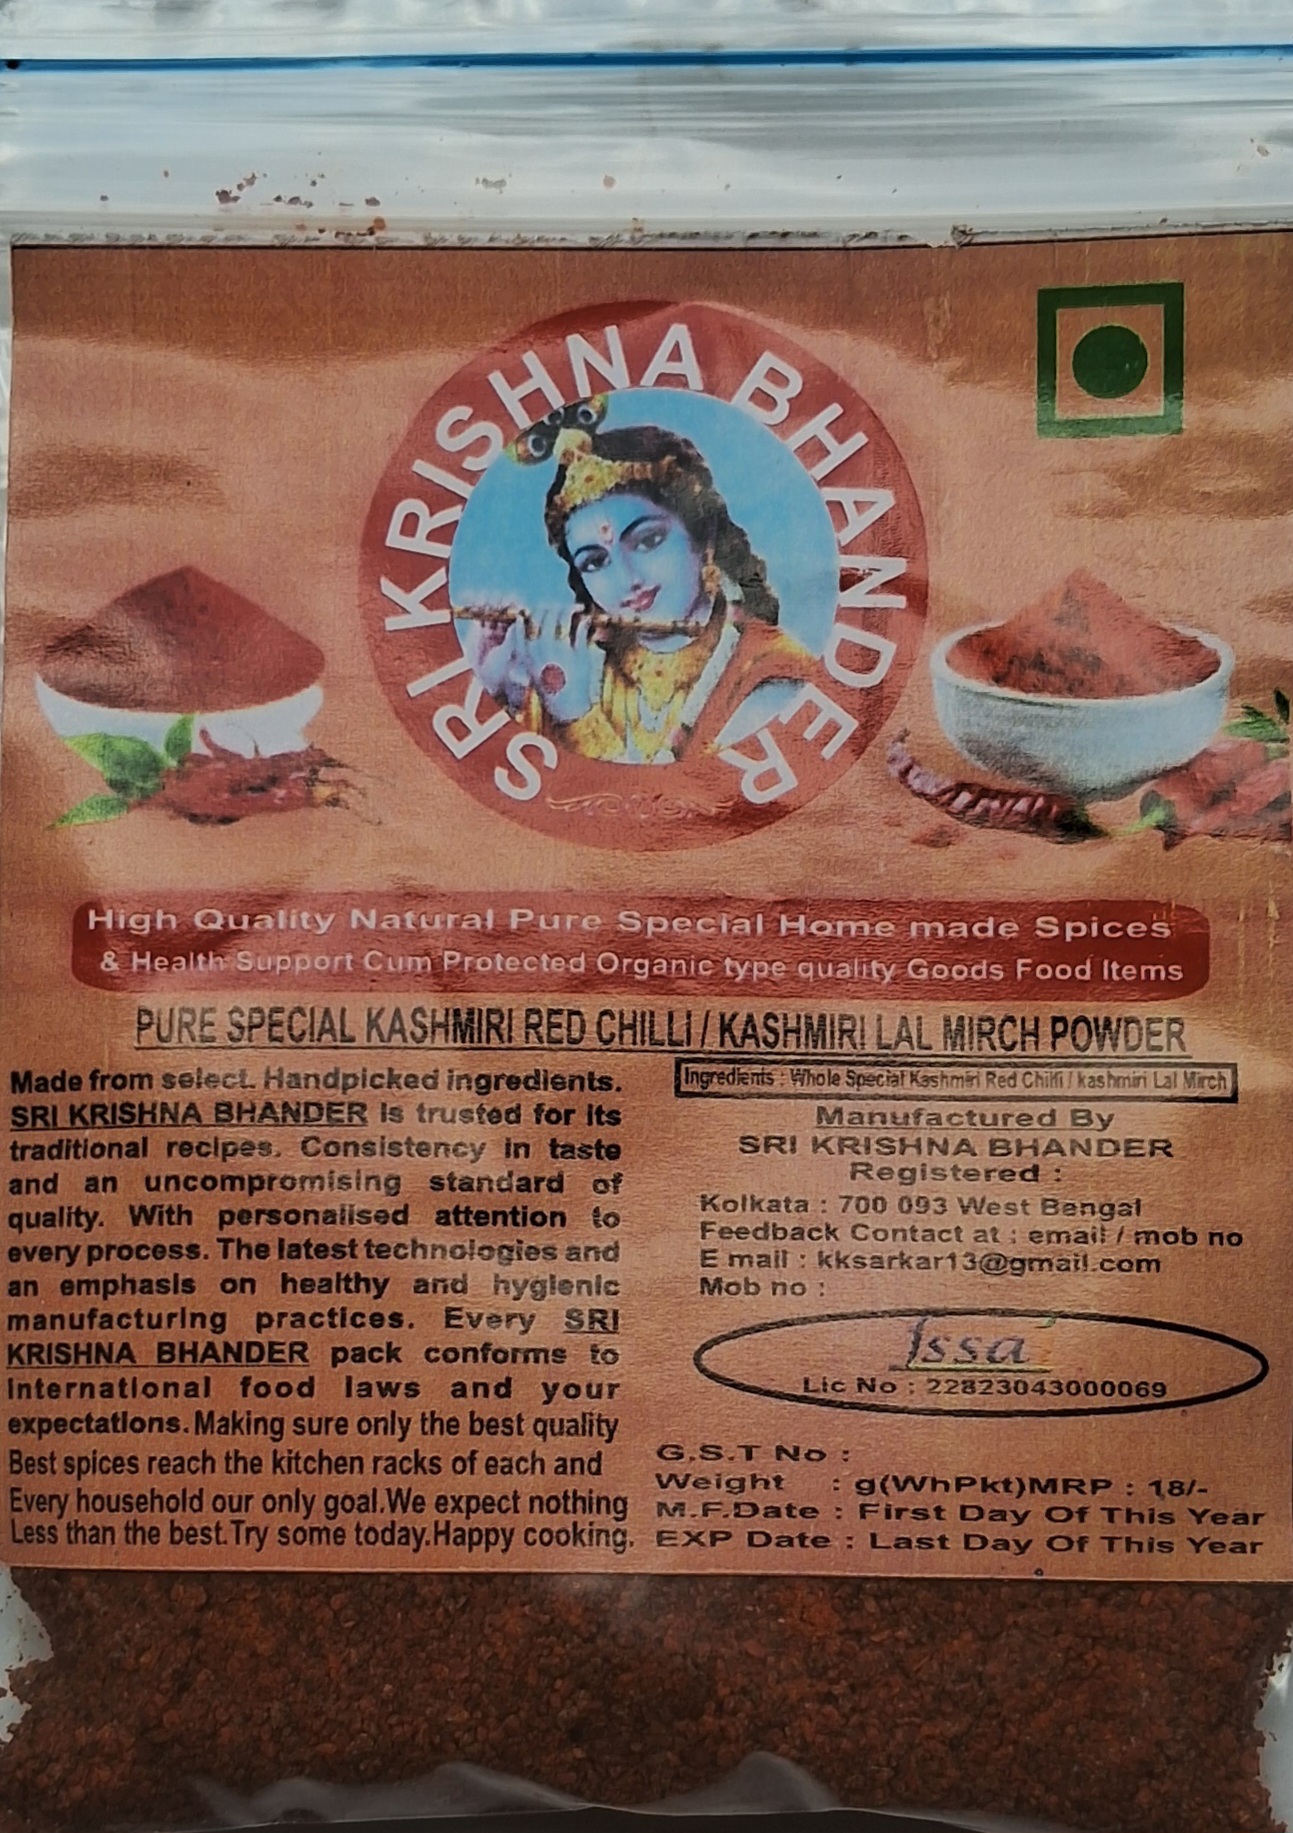 SRI KRISHNA BHANDER
High Quality Natural Pure Special Home made Spices
& Health Support Cum Protected Organic type quality Goods Food Items
PURE SPECIAL KASHMIRI RED CHILLI / KASHMIRI LAL MIRCH POWDER
Made from select. Handpicked ingredients.
SRI KRISHNA BHANDER is trusted for its
traditional recipes. Consistency in taste
and an uncompromising standard of
quality. With personalised attention to
every process. The latest technologies and
an emphasis on healthy and hygienic
manufacturing practices. Every SRI
KRISHNA BHANDER pack conforms to
International food laws and your
expectations. Making sure only the best quality
Best spices reach the kitchen racks of each and
Every household our only goal.We expect nothing
Less than the best.Try some today.Happy cooking.
Ingredients : Whole Special Kashmiri Red Chilli / kashmiri Lal Mirch
Manufactured By
SRI KRISHNA BHANDER
Registered :
Kolkata : 700 093 West Bengal
Feedback Contact at : email / mob no
E mail : kksarkar13@gmail.com
Mob no :
fssai
Lic No : 22823043000069
G.S.T No :
Weight : g(WhPkt)MRP : 18/-
M.F.Date : First Day Of This Year
EXP Date : Last Day Of This Year